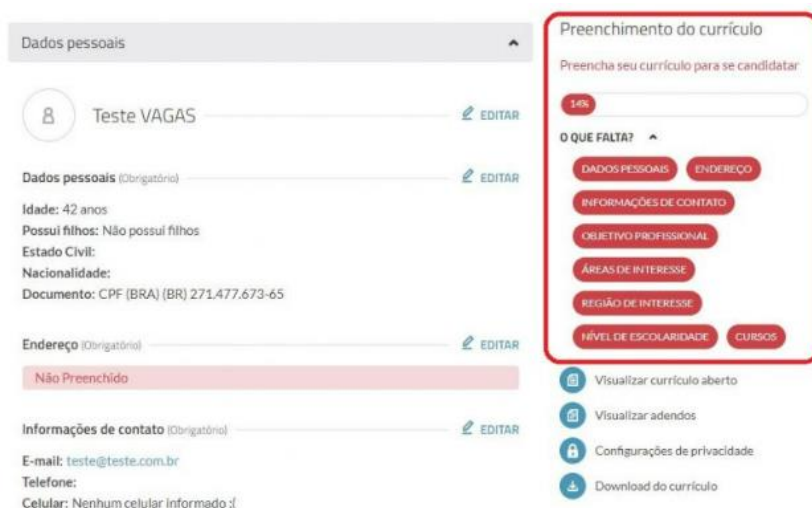 Dados pessoais
Teste VAGAS
EDITAR
Dados pessoais (Obrigatório)
EDITAR
Idade: 42 anos
Possui filhos: Não possui filhos
Estado Civil:
Nacionalidade:
Documento: CPF (BRA) (BR) 271.477.673-65
Endereço (Obrigatório)
EDITAR
Não Preenchido
Informações de contato (Obrigatório)
EDITAR
E-mail: teste@teste.com.br
Telefone:
Celular: Nenhum celular informado :(
Preenchimento do currículo
Preencha seu currículo para se candidatar
14%
O QUE FALTA?
DADOS PESSOAIS ENDEREÇO
INFORMAÇÕES DE CONTATO
OBJETIVO PROFISSIONAL
ÁREAS DE INTERESSE
REGIÃO DE INTERESSE
NÍVEL DE ESCOLARIDADE CURSOS
Visualizar currículo aberto
Visualizar adendos
Configurações de privacidade
Download do currículo